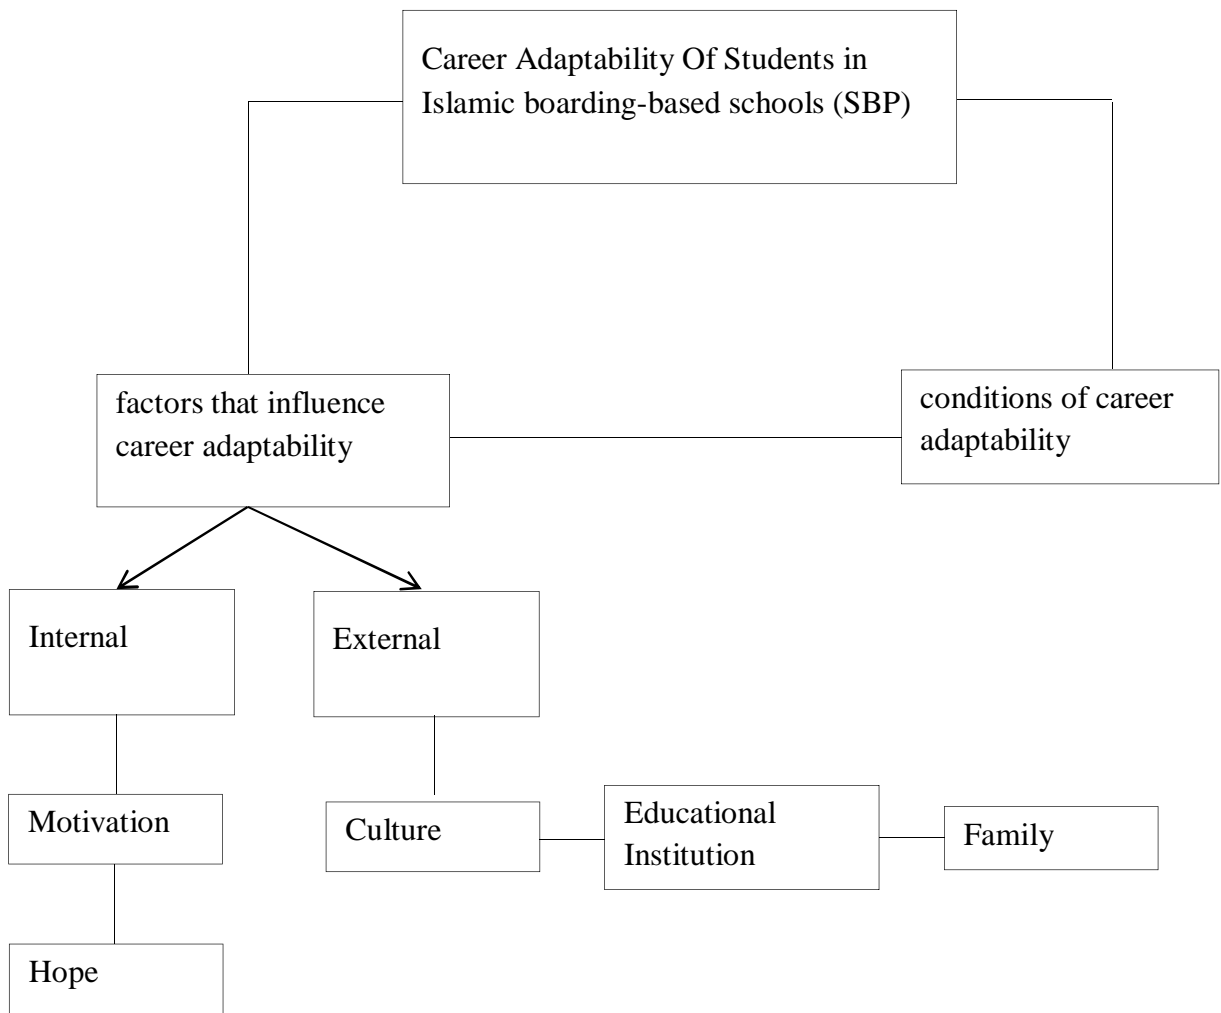 Career Adaptability Of Students in
Islamic boarding-based schools (SBP)
factors that influence
career adaptability
conditions of career
adaptability
Internal
External
Motivation
Culture
Educational
Institution
Family
Hope